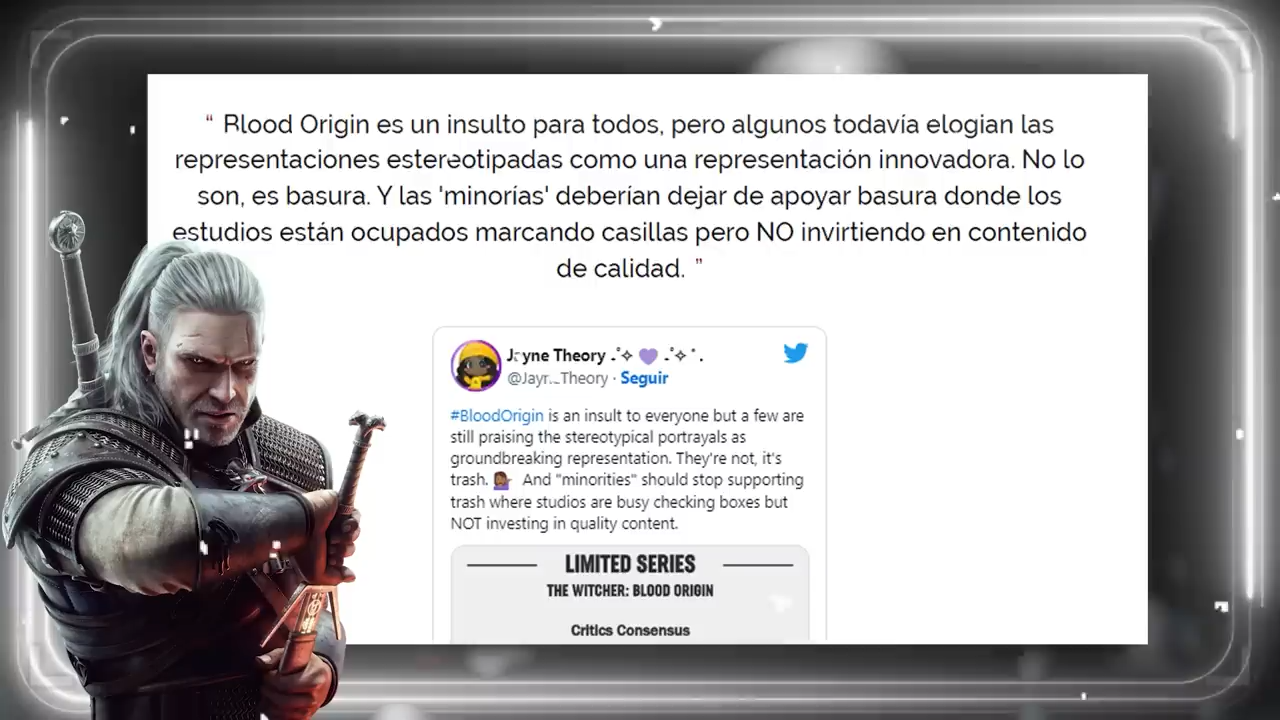 “ Blood Origin es un insulto para todos, pero algunos todavía elogian las
representaciones estereotipadas como una representación innovadora. No lo
son, es basura. Y las 'minorías' deberían dejar de apoyar basura donde los
estudios están ocupados marcando casillas pero NO invirtiendo en contenido
de calidad. ”
Theory
Seguir
#BloodOrigin is an insult to everyone but a few are
still praising the stereotypical portrayals as
groundbreaking representation. They're not, it's
trash. 💁🏾‍♀️ And "minorities" should stop supporting
trash where studios are busy checking boxes but
NOT investing in quality content.
LIMITED SERIES
THE WITCHER: BLOOD ORIGIN
Critics Consensus